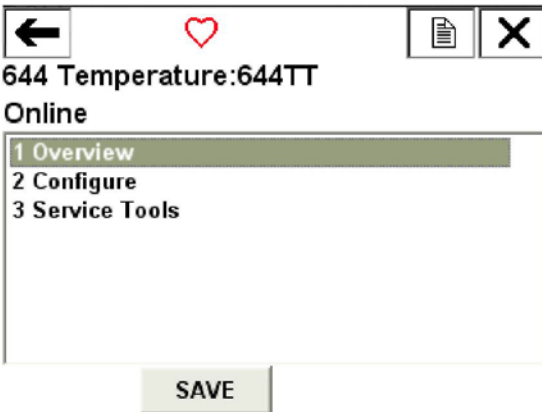 644 Temperature:644TT
Online
1 Overview
2 Configure
3 Service Tools
SAVE